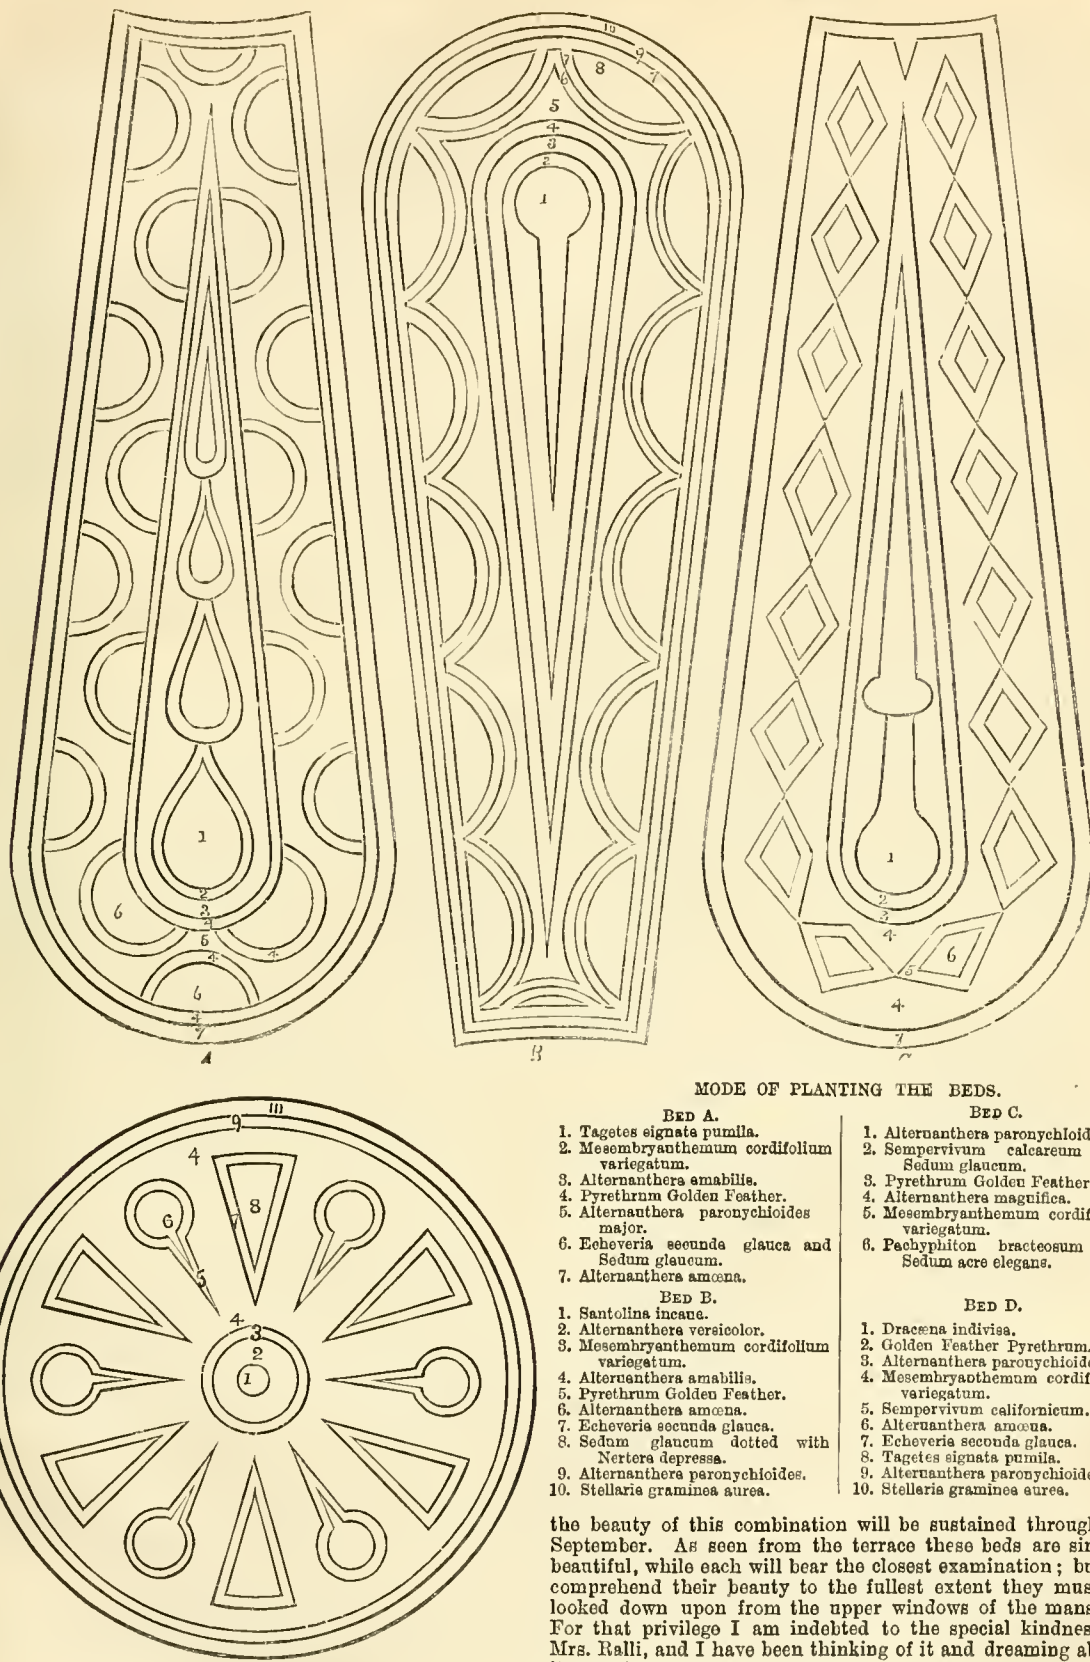 10
9
7
7
8
6
5
4
3
2
1
1
2
3
4
5
6
4
4
6
4
7
A
B
1
2
3
4
5
6
4
7
C
10
9
4
8
7
6
5
4
3
2
1
MODE OF PLANTING THE BEDS.
BED A.
1. Tagetes signata pumila.
2. Mesembryanthemum cordifolium
variegatum.
3. Alternanthera amabilis.
4. Pyrethrum Golden Feather.
5. Alternanthera paronychioides
major.
6. Echeveria secunda glauca and
Sedum glaucum.
7. Alternanthera amœna.
BED B.
1. Santolina incana.
2. Alternanthera versicolor.
3. Mesembryanthemum cordifolium
variegatum.
4. Alternanthera amabilis.
5. Pyrethrum Golden Feather.
6. Alternanthera amœna.
7. Echeveria secunda glauca.
8. Sedum glaucum dotted with
Nertera depressa.
9. Alternanthera paronychioides.
10. Stellaria graminea aurea.
BED C.
1. Alternanthera paronychioid
2. Sempervivum calcareum
Sedum glaucum.
3. Pyrethrum Golden Feather
4. Alternanthera magnifica.
5. Mesembryanthemum cordif
variegatum.
6. Pachyphiton bracteosum
Sedum acre elegans.
BED D.
1. Dracæna indivisa.
2. Golden Feather Pyrethrum.
3. Alternanthera paronychioide
4. Mesembryanthemum cordif
variegatum.
5. Sempervivum californicum.
6. Alternanthera amœna.
7. Echeveria secunda glauca.
8. Tagetes signata pumila.
9. Alternanthera paronychioide
10. Stellaria graminea aurea.
the beauty of this combination will be sustained throug
September. As seen from the terrace these beds are sin
beautiful, while each will bear the closest examination; bu
comprehend their beauty to the fullest extent they mus
looked down upon from the upper windows of the mans
For that privilege I am indebted to the special kindnes
Mrs. Ralli, and I have been thinking of it and dreaming al